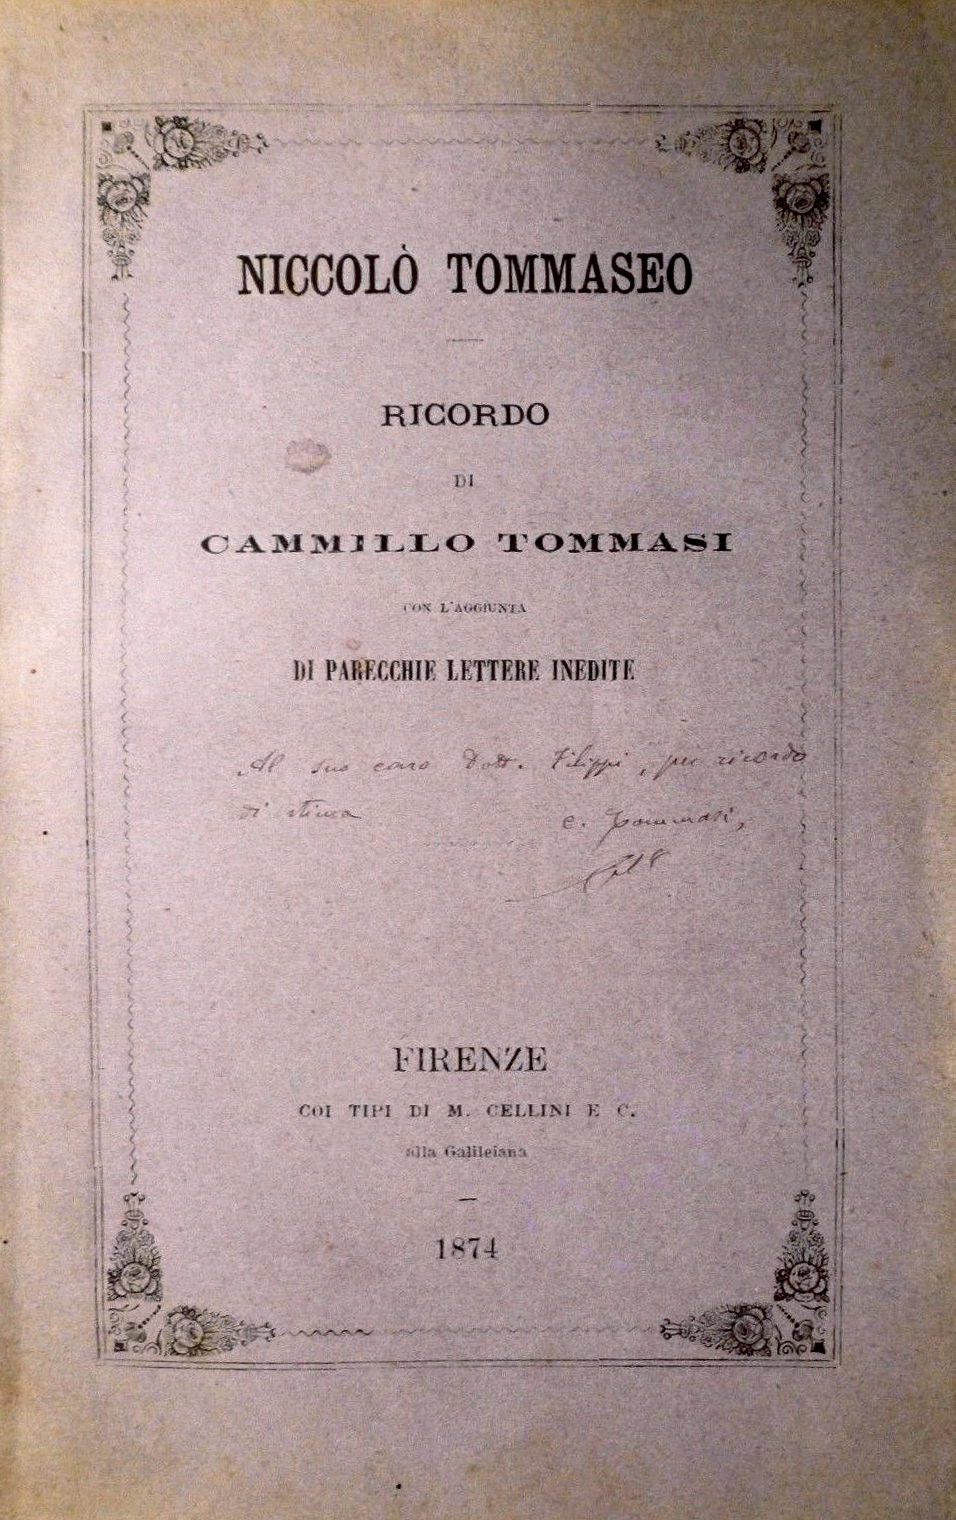 NICCOLÒ TOMMASEO
RICORDO
DI
CAMMILLO TOMMASI
CON L'AGGIUNTA
DI PARECCHIE LETTERE INEDITE
Al suo caro Dott. Filippi, per ricordo
di stima
C. Tommasi,
FIRENZE
COI TIPI DI M. CELLINI E C.
alla Galileiana
1874